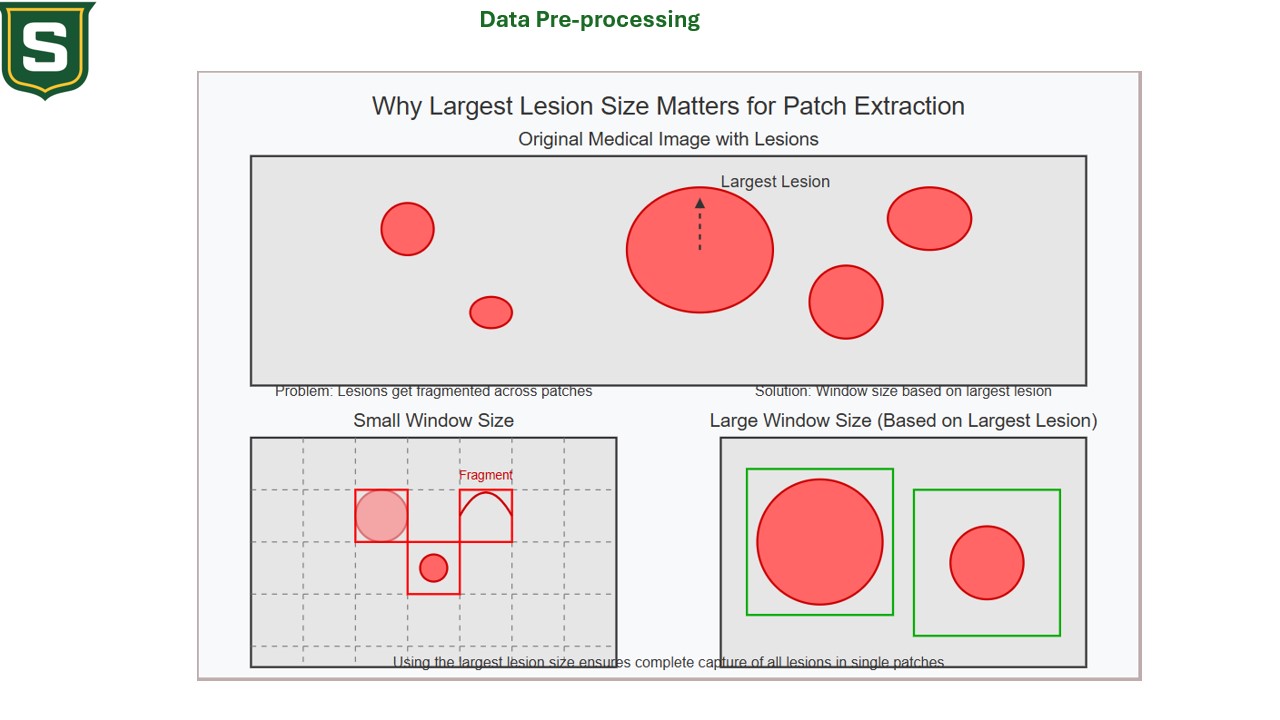 S
Data Pre-processing
Why Largest Lesion Size Matters for Patch Extraction
Original Medical Image with Lesions
Largest Lesion
Problem: Lesions get fragmented across patches
Solution: Window size based on largest lesion
Small Window Size
Large Window Size (Based on Largest Lesion)
Fragment
Using the largest lesion size ensures complete capture of all lesions in single patches